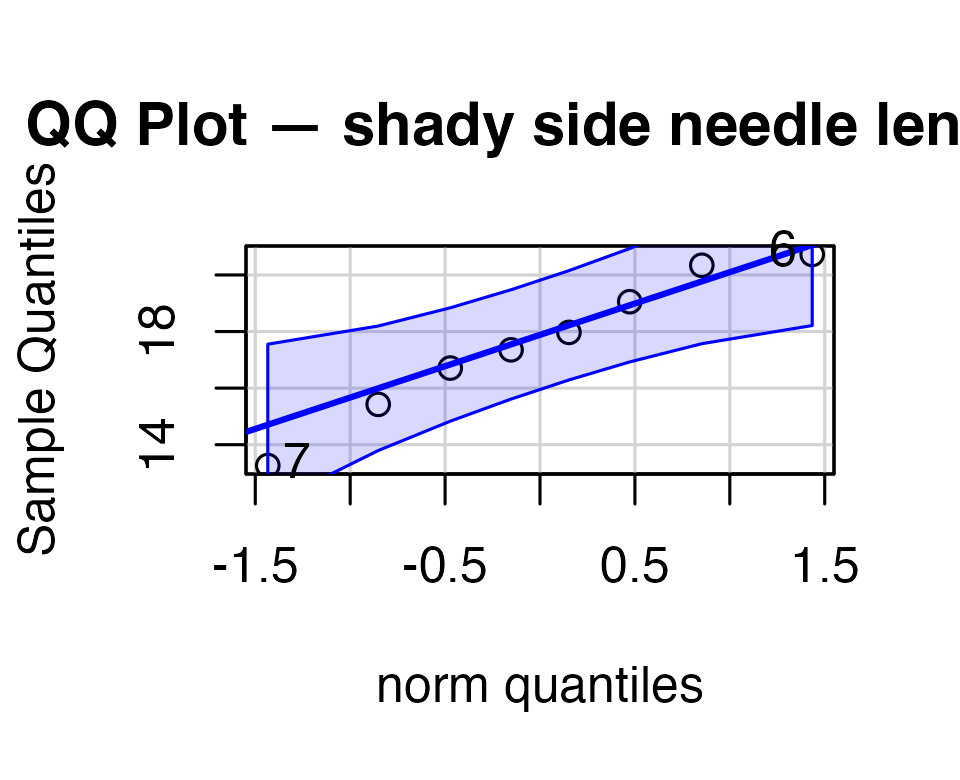 QQ Plot — shady side needle len
Sample Quantiles
18
14
6
7
-1.5 -0.5 0.5 1.5
norm quantiles